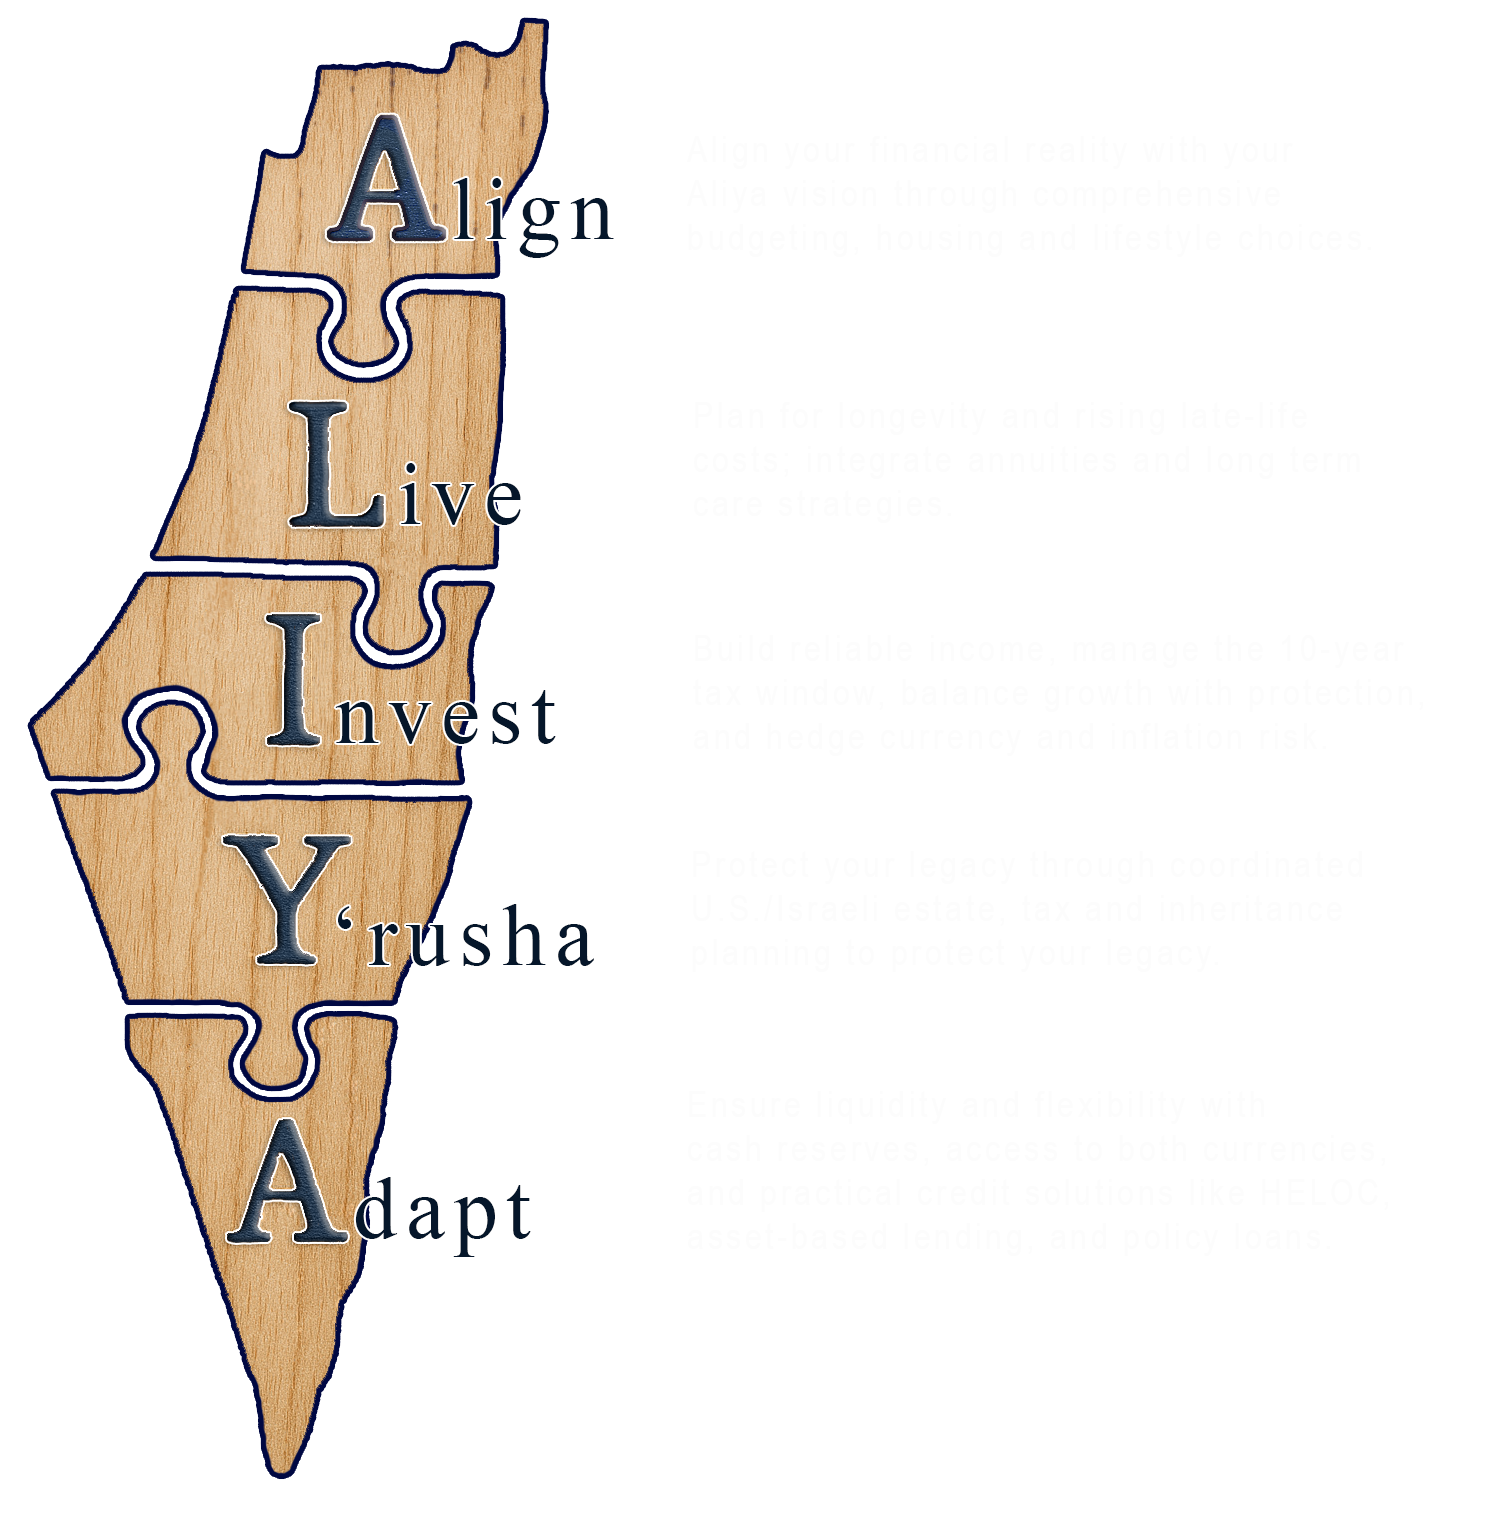 Align
Align your financial reality with your
Aliya vision through comprehensive
budgeting, housing and lifestyle choices
Live
Plan for longevity and rising late-life
costs: integrate annuities and long term
care strategies
Invest
Build reliable income, manage the 10-year
tax window, balance growth with protection,
and hedge currency and inflation risk.
Y‘rusha
Protect your legacy through coordinated
U.S./Israeli estate, tax and inheritance
planning to protect your legacy
Adapt
Ensure liquidity and flexibility with
cash reserves, access to both currencies
and practical credit solutions like HELOC,
asset-based lending, and policy loans